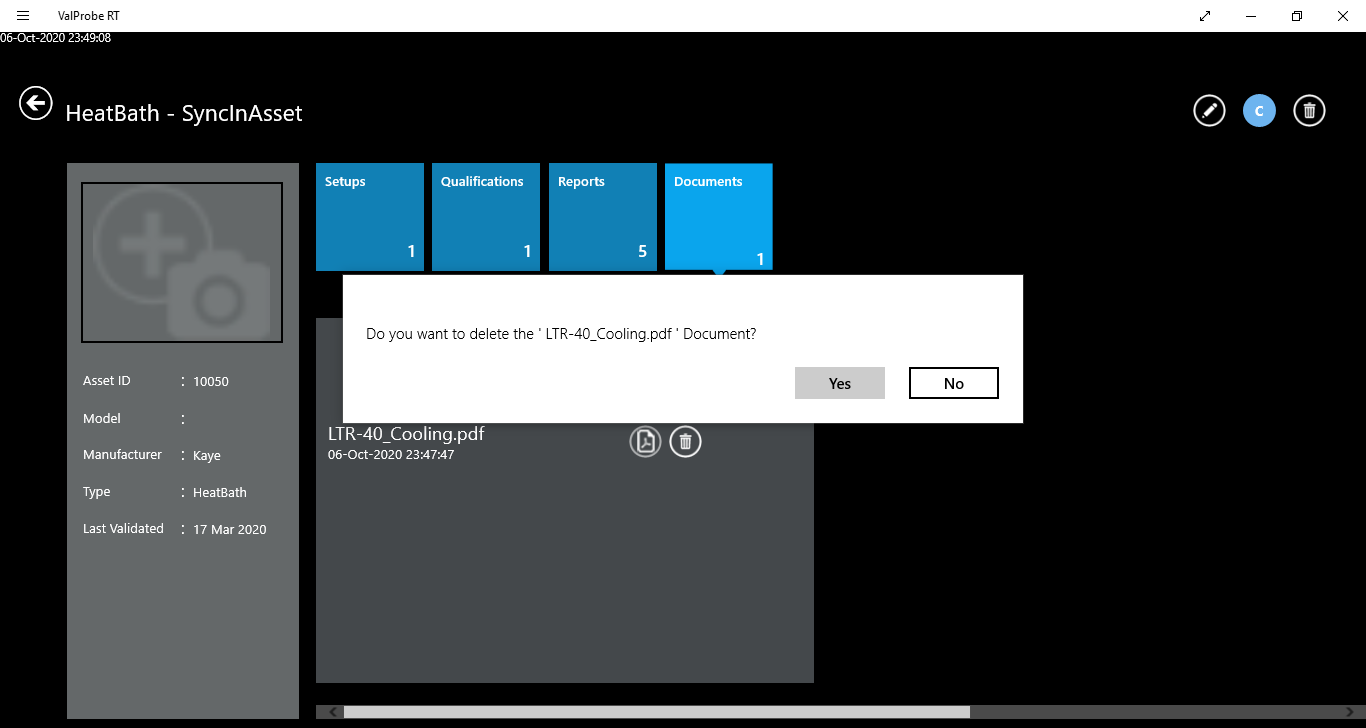 ValProbe RT
06-Oct-2020 23:49:08
HeatBath - SyncInAsset
C
Setups
1
Qualifications
1
Reports
5
Documents
1
Do you want to delete the ' LTR-40_Cooling.pdf ' Document?
Yes
No
LTR-40_Cooling.pdf
06-Oct-2020 23:47:47
Asset ID : 10050
Model :
Manufacturer : Kaye
Type : HeatBath
Last Validated : 17 Mar 2020